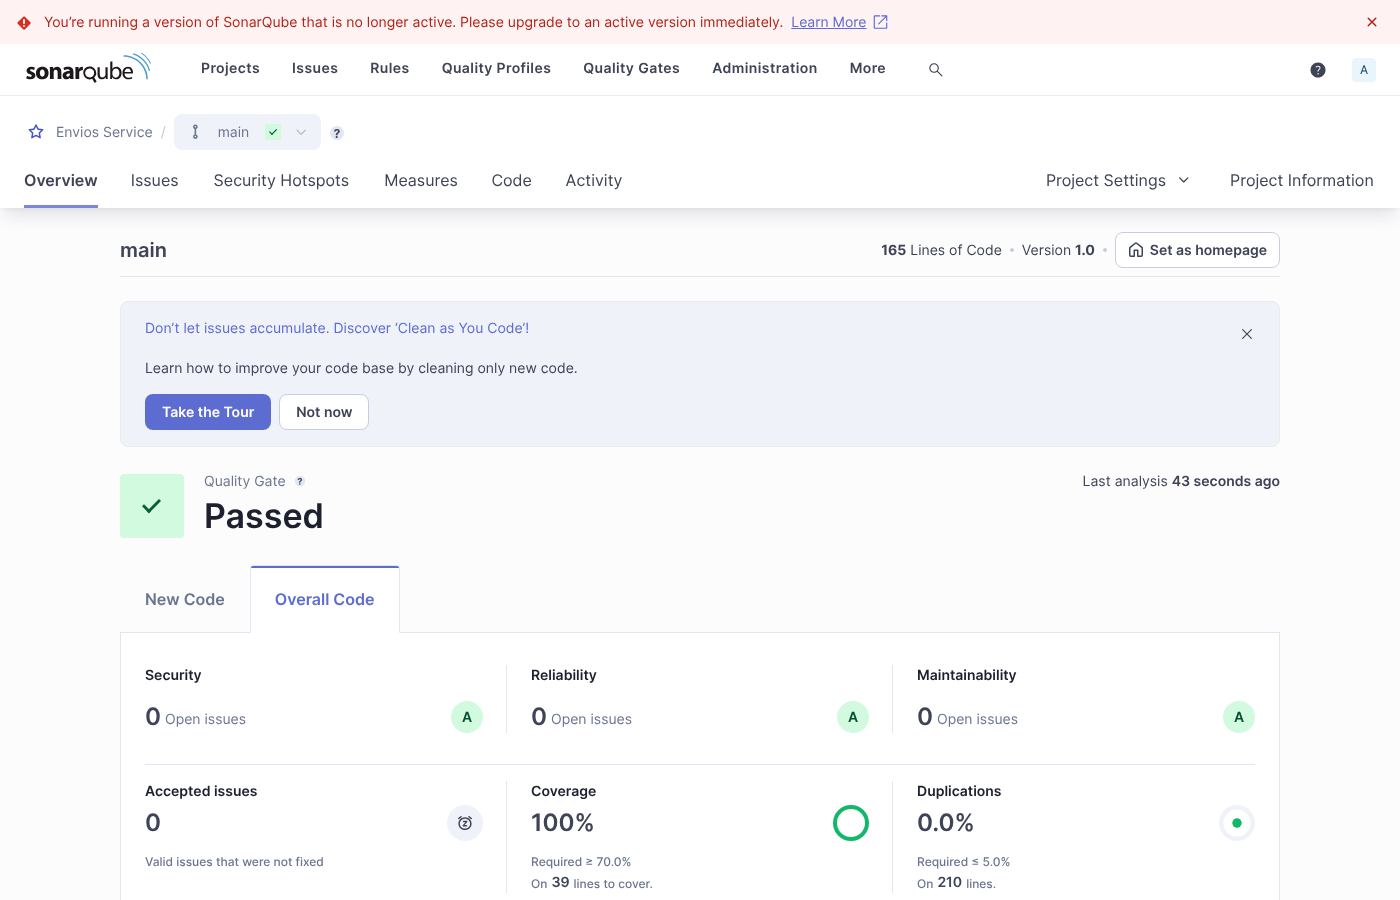 You’re running a version of SonarQube that is no longer active. Please upgrade to an active version immediately. Learn More
sonarqube Projects Issues Rules Quality Profiles Quality Gates Administration More ? A
Envios Service / main ?
Overview Issues Security Hotspots Measures Code Activity Project Settings Project Information
main 165 Lines of Code • Version 1.0 • Set as homepage
Don’t let issues accumulate. Discover ‘Clean as You Code’!
Learn how to improve your code base by cleaning only new code.
Take the Tour Not now
Quality Gate ? Last analysis 43 seconds ago
Passed
New Code Overall Code
Security Reliability Maintainability
0 Open issues A 0 Open issues A 0 Open issues A
Accepted issues Coverage Duplications
0 100% 0.0%
Valid issues that were not fixed Required ≥ 70.0% Required ≤ 5.0%
On 39 lines to cover. On 210 lines.